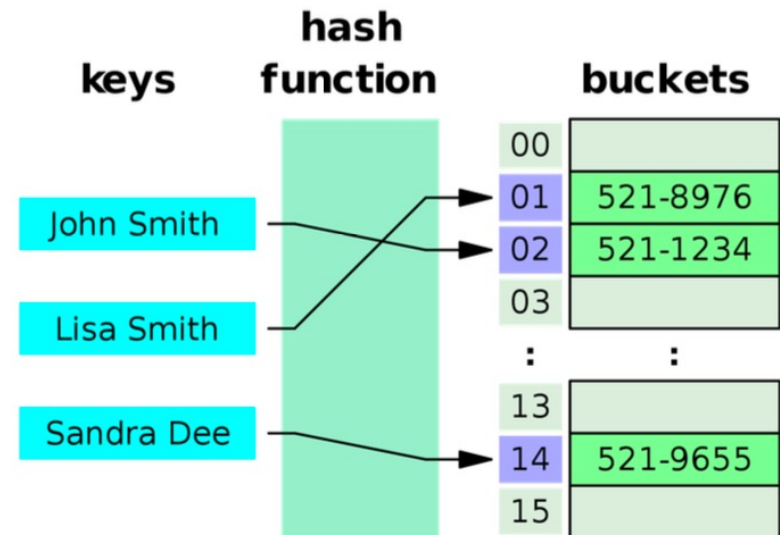 keys
hash
function
buckets
John Smith
Lisa Smith
Sandra Dee
00
01 521-8976
02 521-1234
03
: :
13
14 521-9655
15